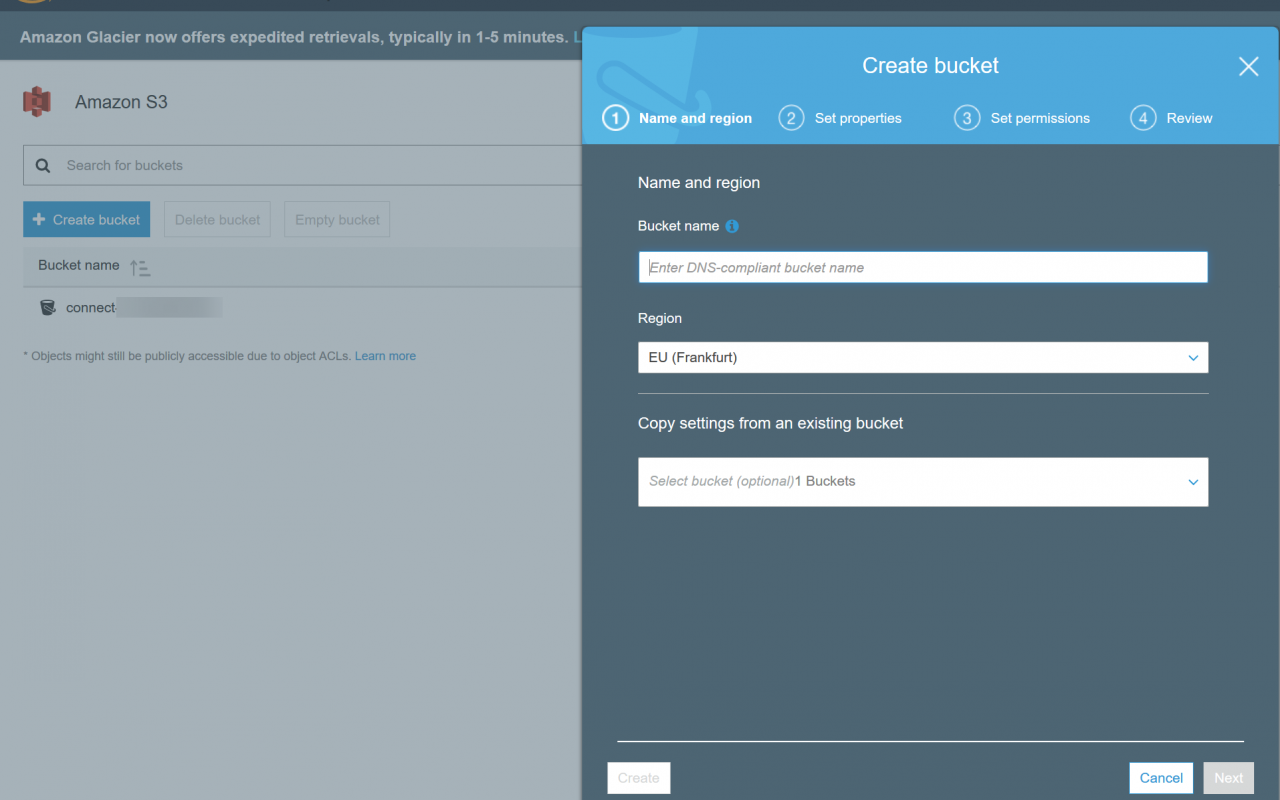 Amazon Glacier now offers expedited retrievals, typically in 1-5 minutes. L
Amazon S3
Search for buckets
+ Create bucket
Delete bucket
Empty bucket
Bucket name
connect-
* Objects might still be publicly accessible due to object ACLs. Learn more
Create bucket
1 Name and region
2 Set properties
3 Set permissions
4 Review
Name and region
Bucket name
Enter DNS-compliant bucket name
Region
EU (Frankfurt)
Copy settings from an existing bucket
Select bucket (optional)1 Buckets
Create
Cancel
Next